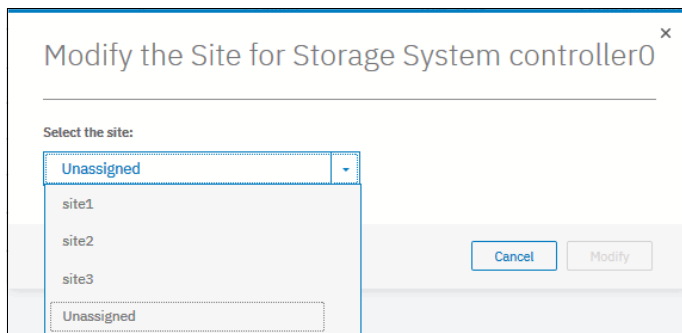 Modify the Site for Storage System controller0
Select the site:
Unassigned
site1
site2
site3
Unassigned
Cancel
Modify